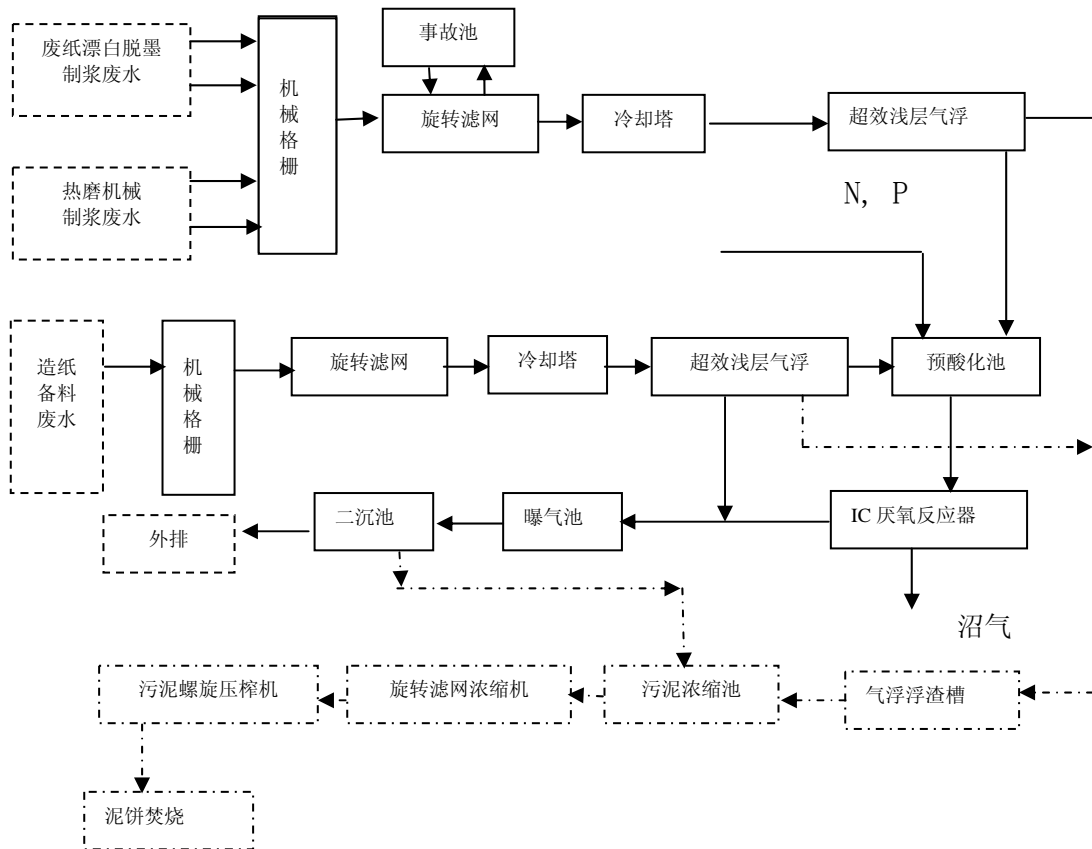 废纸漂白脱墨
制浆废水
机
械
格
栅
事故池
旋转滤网
冷却塔
超效浅层气浮
热磨机械
制浆废水
N, P
造纸
备料
废水
机
械
格
栅
旋转滤网
冷却塔
超效浅层气浮
预酸化池
外排
二沉池
曝气池
IC 厌氧反应器
沼气
污泥螺旋压榨机
旋转滤网浓缩机
污泥浓缩池
气浮浮渣槽
泥饼焚烧